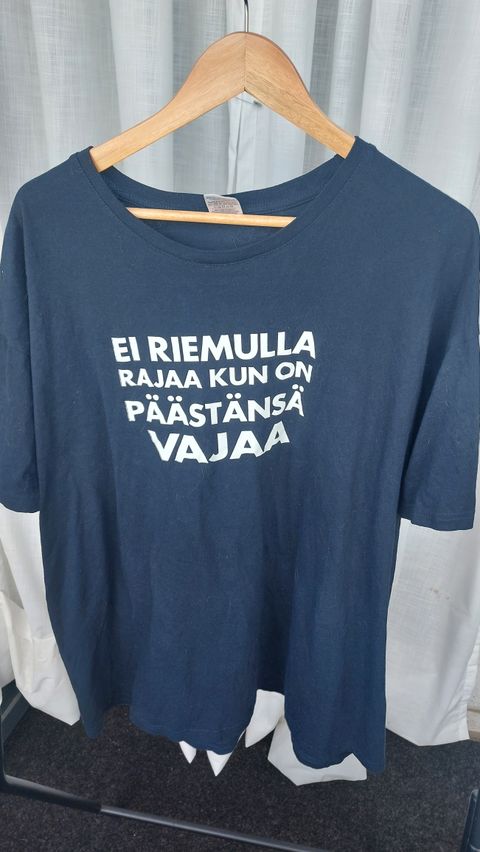 EI RIEMULLA
RAJAA KUN ON
PÄÄSTÄNSÄ
VAJAA